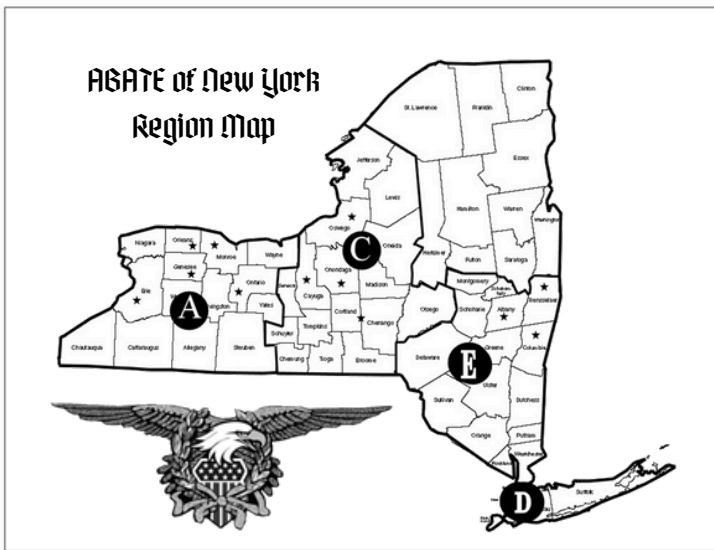 ABATE of New York
Region Map
Clinton
St. Lawrence
Franklin
Essex
Jefferson
Lewis
Hamilton
Warren
Washington
Oswego
Oneida
Herkimer
Fulton
Saratoga
Niagara
Orleans
Monroe
Wayne
Genesee
Onondaga
Madison
Montgomery
Erie
Ontario
Seneca
Cayuga
Otsego
Schoharie
Albany
Rensselaer
C
A
Yates
Cortland
Chenango
Schuyler
Tompkins
Delaware
Greene
Columbia
Chautauqua
Cattaraugus
Allegany
Steuben
Chemung
Tioga
Broome
E
Ulster
Dutchess
Sullivan
Orange
Putnam
Westchester
Rockland
Suffolk
D